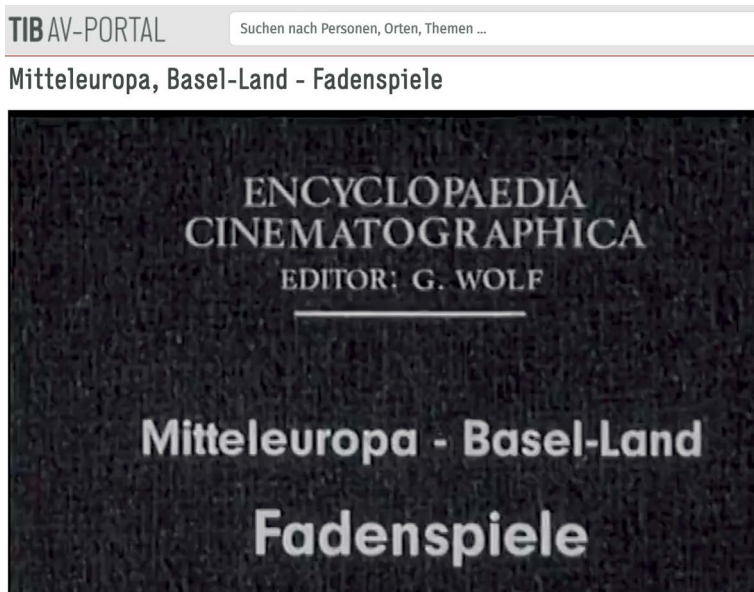 TIB AV-PORTAL
Suchen nach Personen, Orten, Themen ...
Mitteleuropa, Basel-Land - Fadenspiele
ENCYCLOPAEDIA
CINEMATOGRAPHICA
EDITOR: G. WOLF
Mitteleuropa - Basel-Land
Fadenspiele